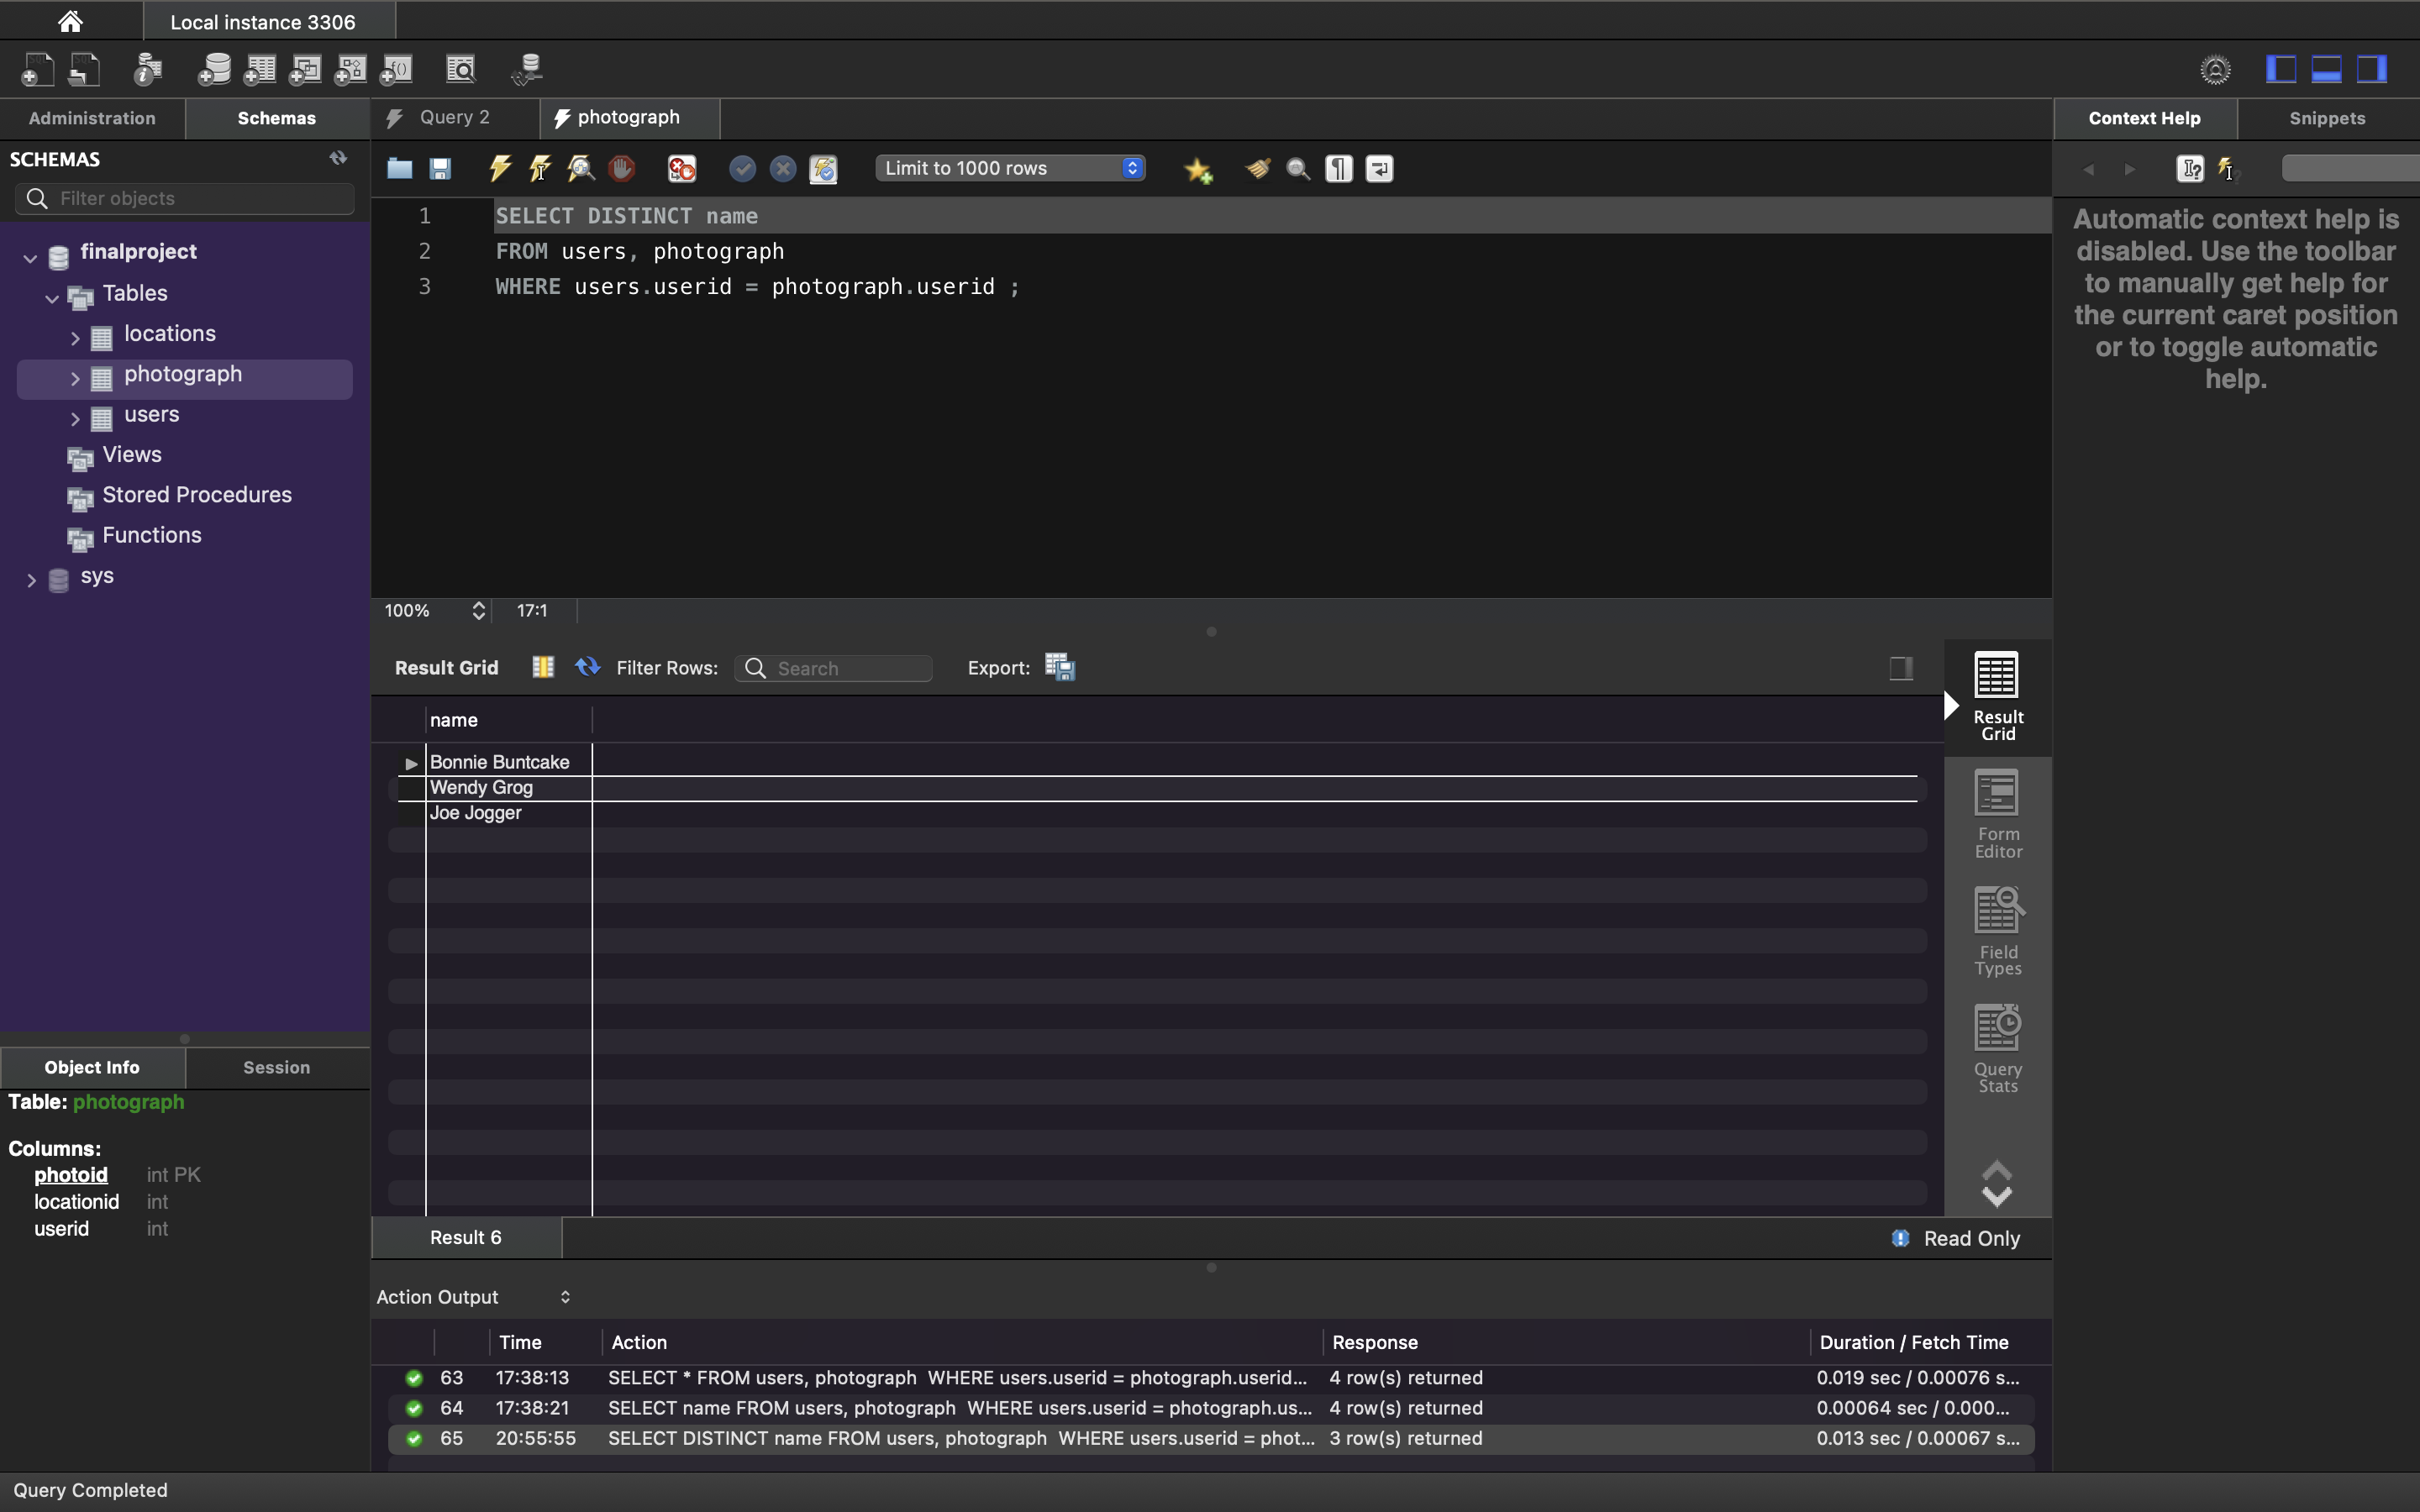 Local instance 3306
Administration
Schemas
Query 2
photograph
Context Help
Snippets
SCHEMAS
Filter objects
Limit to 1000 rows
finalproject
Tables
locations
photograph
users
Views
Stored Procedures
Functions
sys
1 SELECT DISTINCT name
2 FROM users, photograph
3 WHERE users.userid = photograph.userid ;
Automatic context help is
disabled. Use the toolbar
to manually get help for
the current caret position
or to toggle automatic
help.
100%
17:1
Result Grid
Filter Rows:
Search
Export:
name
Bonnie Buntcake
Wendy Grog
Joe Jogger
Result
Grid
Form
Editor
Field
Types
Query
Stats
Object Info
Session
Table: photograph
Columns:
photoid int PK
locationid int
userid int
Result 6
Read Only
Action Output
Time Action Response Duration / Fetch Time
63 17:38:13 SELECT * FROM users, photograph WHERE users.userid = photograph.userid... 4 row(s) returned 0.019 sec / 0.00076 s...
64 17:38:21 SELECT name FROM users, photograph WHERE users.userid = photograph.us... 4 row(s) returned 0.00064 sec / 0.000...
65 20:55:55 SELECT DISTINCT name FROM users, photograph WHERE users.userid = phot... 3 row(s) returned 0.013 sec / 0.00067 s...
Query Completed